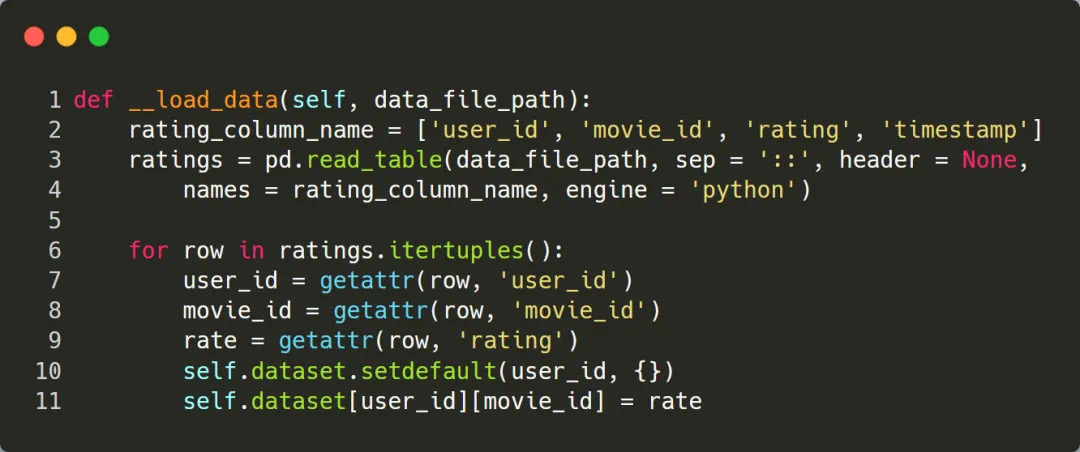 1 def __load_data(self, data_file_path):
2     rating_column_name = ['user_id', 'movie_id', 'rating', 'timestamp']
3     ratings = pd.read_table(data_file_path, sep = '::', header = None,
4         names = rating_column_name, engine = 'python')
5
6     for row in ratings.itertuples():
7         user_id = getattr(row, 'user_id')
8         movie_id = getattr(row, 'movie_id')
9         rate = getattr(row, 'rating')
10         self.dataset.setdefault(user_id, {})
11         self.dataset[user_id][movie_id] = rate